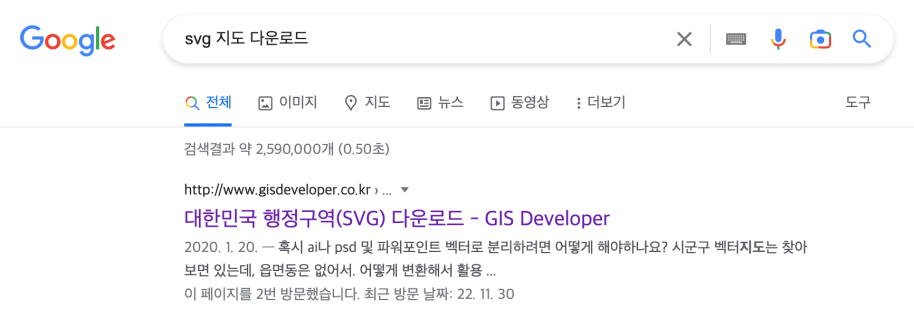 Google
svg 지도 다운로드
전체 이미지 지도 뉴스 동영상 더보기 도구
검색결과 약 2,590,000개 (0.50초)
http://www.gisdeveloper.co.kr › ...
대한민국 행정구역(SVG) 다운로드 - GIS Developer
2020. 1. 20. — 혹시 ai나 psd 및 파워포인트 벡터로 분리하려면 어떻게 해야하나요? 시군구 벡터지도는 찾아
보면 있는데, 읍면동은 없어서. 어떻게 변환해서 활용 ...
이 페이지를 2번 방문했습니다. 최근 방문 날짜: 22. 11. 30